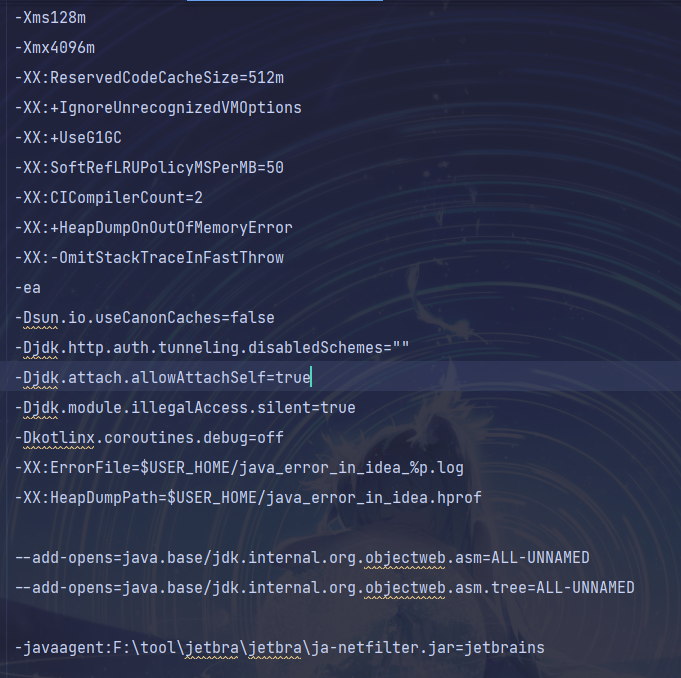 -Xms128m
-Xmx4096m
-XX:ReservedCodeCacheSize=512m
-XX:+IgnoreUnrecognizedVMOptions
-XX:+UseG1GC
-XX:SoftRefLRUPolicyMSPerMB=50
-XX:CICompilerCount=2
-XX:+HeapDumpOnOutOfMemoryError
-XX:-OmitStackTraceInFastThrow
-ea
-Dsun.io.useCanonCaches=false
-Djdk.http.auth.tunneling.disabledSchemes=""
-Djdk.attach.allowAttachSelf=true
-Djdk.module.illegalAccess.silent=true
-Dkotlinx.coroutines.debug=off
-XX:ErrorFile=$USER_HOME/java_error_in_idea_%p.log
-XX:HeapDumpPath=$USER_HOME/java_error_in_idea.hprof
--add-opens=java.base/jdk.internal.org.objectweb.asm=ALL-UNNAMED
--add-opens=java.base/jdk.internal.org.objectweb.asm.tree=ALL-UNNAMED
-javaagent:F:\tool\jetbra\jetbra\ja-netfilter.jar=jetbrains